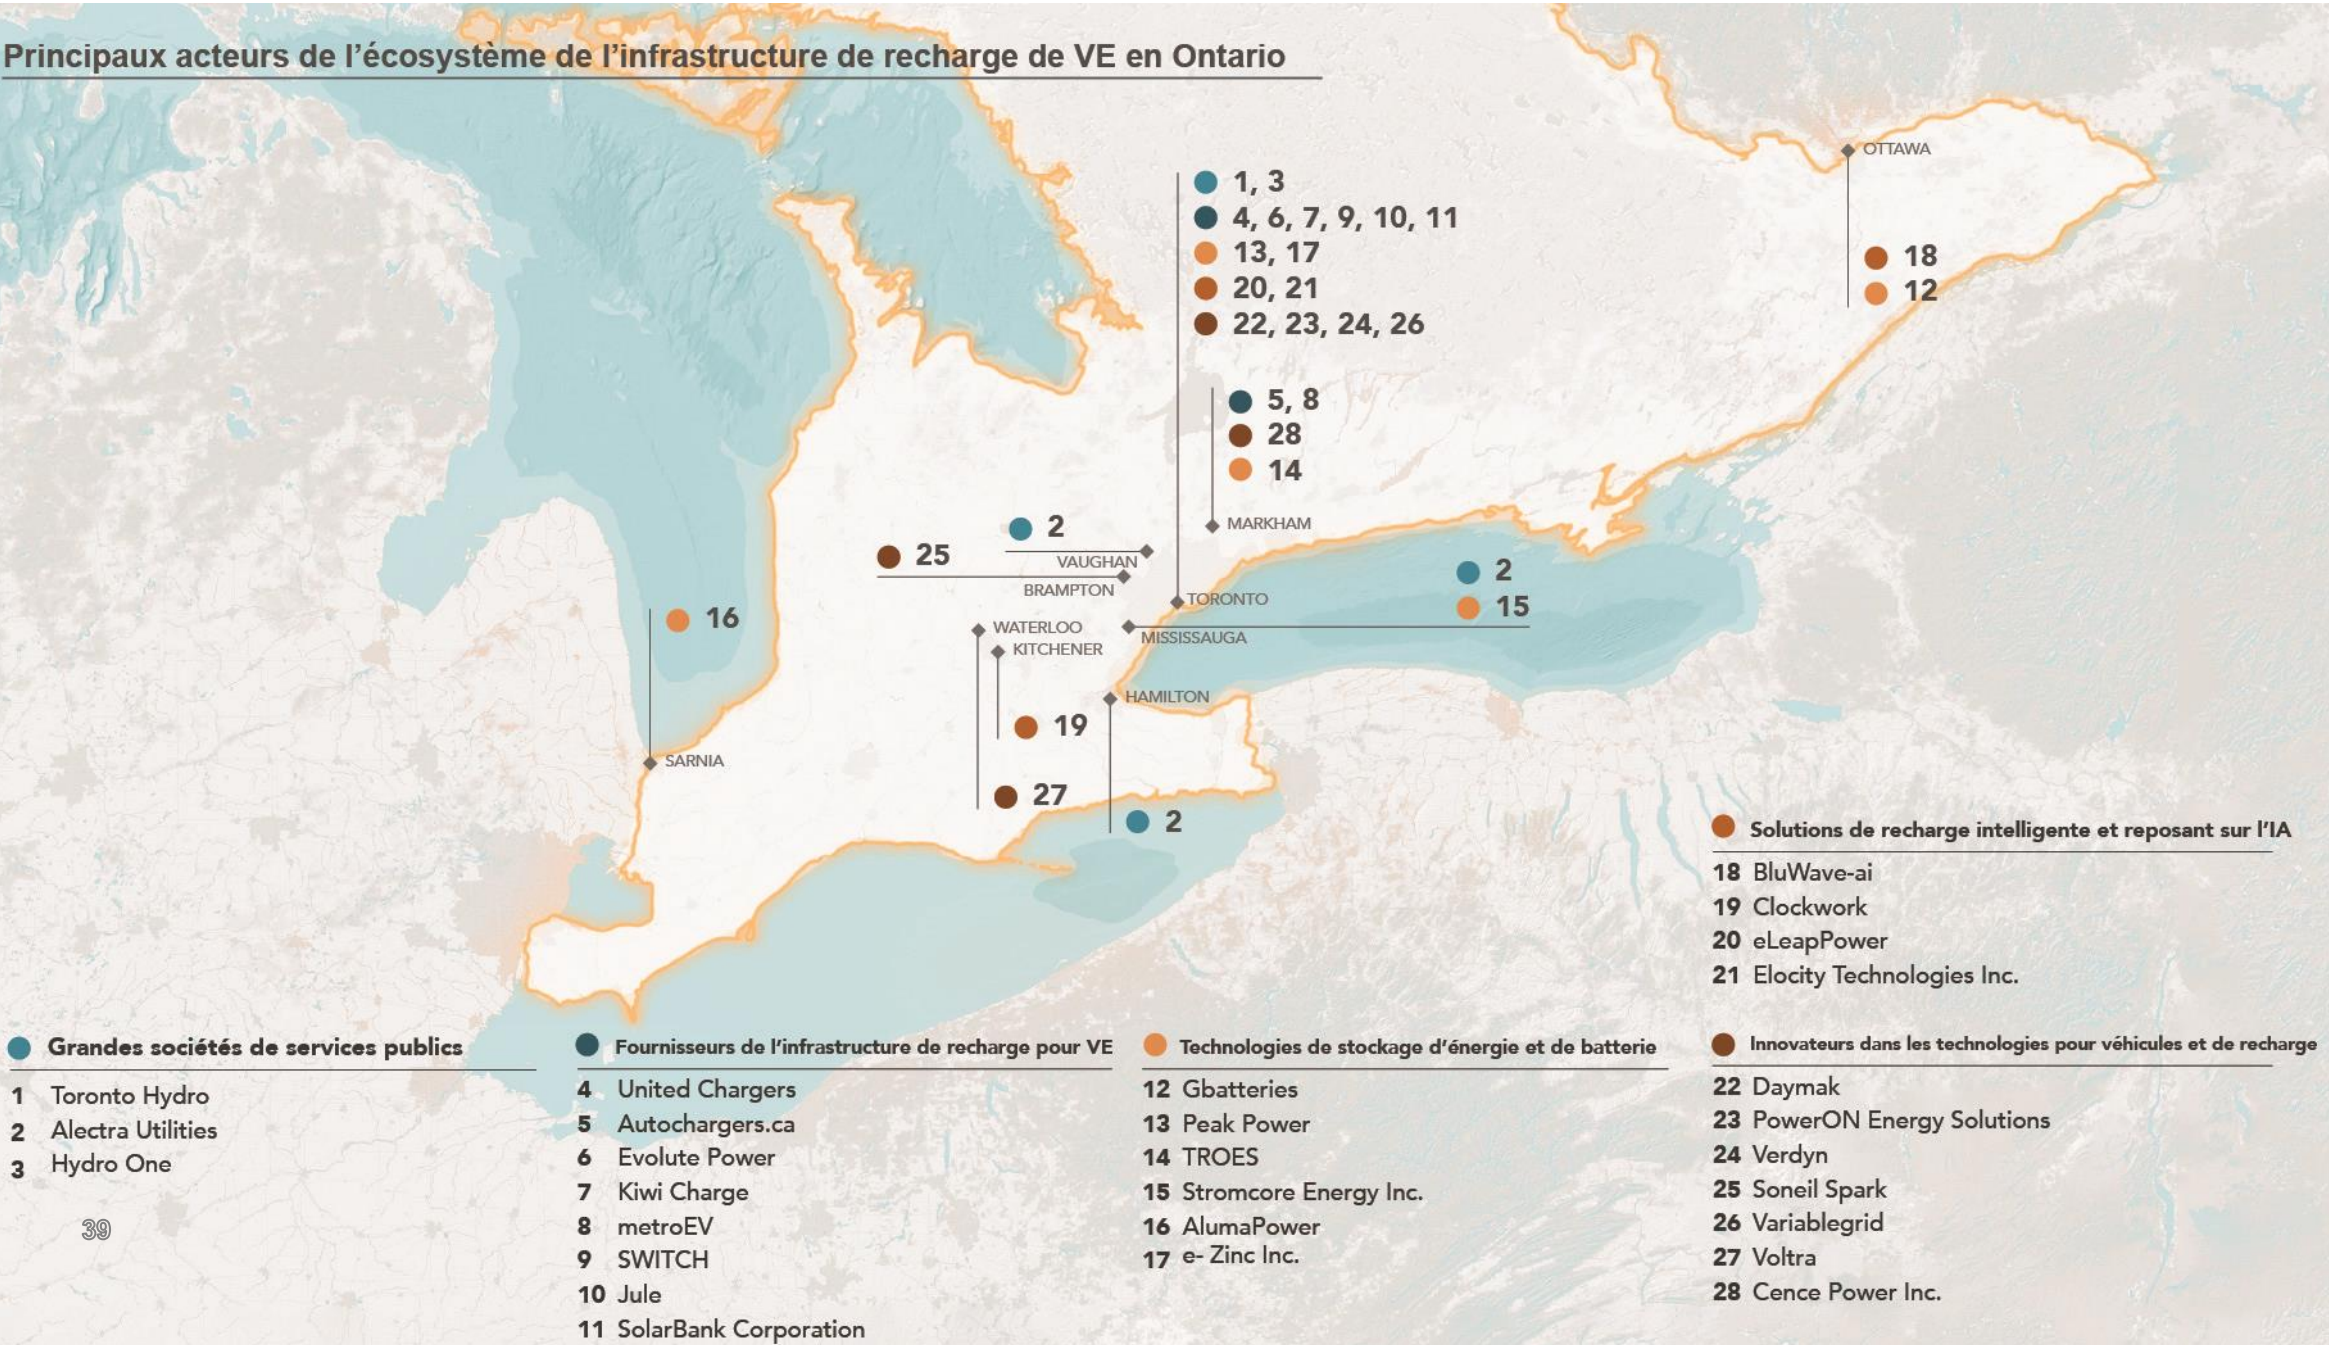 Principaux acteurs de l'écosystème de l'infrastructure de recharge de VE en Ontario
OTTAWA
18
12
1, 3
4, 6, 7, 9, 10, 11
13, 17
20, 21
22, 23, 24, 26
5, 8
28
14
MARKHAM
2
VAUGHAN
25
BRAMPTON
TORONTO
2
15
MISSISSAUGA
16
SARNIA
WATERLOO
KITCHENER
19
27
HAMILTON
2
Grandes sociétés de services publics
1 Toronto Hydro
2 Alectra Utilities
3 Hydro One
39
Fournisseurs de l'infrastructure de recharge pour VE
4 United Chargers
5 Autochargers.ca
6 Evolute Power
7 Kiwi Charge
8 metroEV
9 SWITCH
10 Jule
11 SolarBank Corporation
Technologies de stockage d'énergie et de batterie
12 Gbatteries
13 Peak Power
14 TROES
15 Stromcore Energy Inc.
16 AlumaPower
17 e- Zinc Inc.
Solutions de recharge intelligente et reposant sur l'IA
18 BluWave-ai
19 Clockwork
20 eLeapPower
21 Elocity Technologies Inc.
Innovateurs dans les technologies pour véhicules et de recharge
22 Daymak
23 PowerON Energy Solutions
24 Verdyn
25 Soneil Spark
26 Variablegrid
27 Voltra
28 Cence Power Inc.